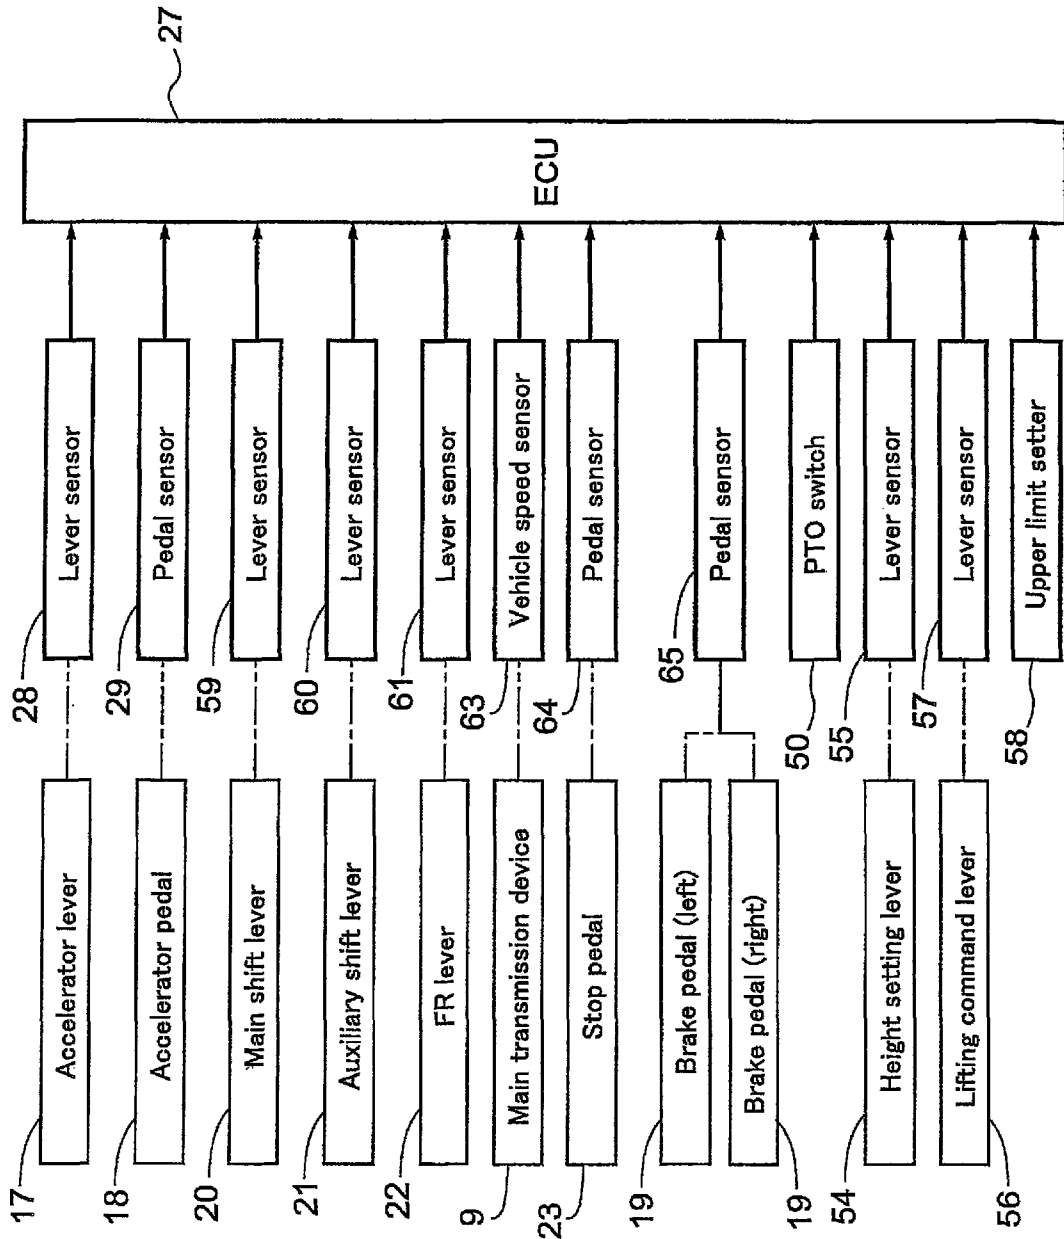 27
ECU
28
Lever sensor
29
Pedal sensor
59
Lever sensor
60
Lever sensor
61
Lever sensor
63
Vehicle speed sensor
64
Pedal sensor
65
Pedal sensor
50
PTO switch
55
Lever sensor
57
Lever sensor
58
Upper limit setter
17
Accelerator lever
18
Accelerator pedal
20
Main shift lever
21
Auxiliary shift lever
22
FR lever
9
Main transmission device
23
Stop pedal
19
Brake pedal (left)
19
Brake pedal (right)
54
Height setting lever
56
Lifting command lever